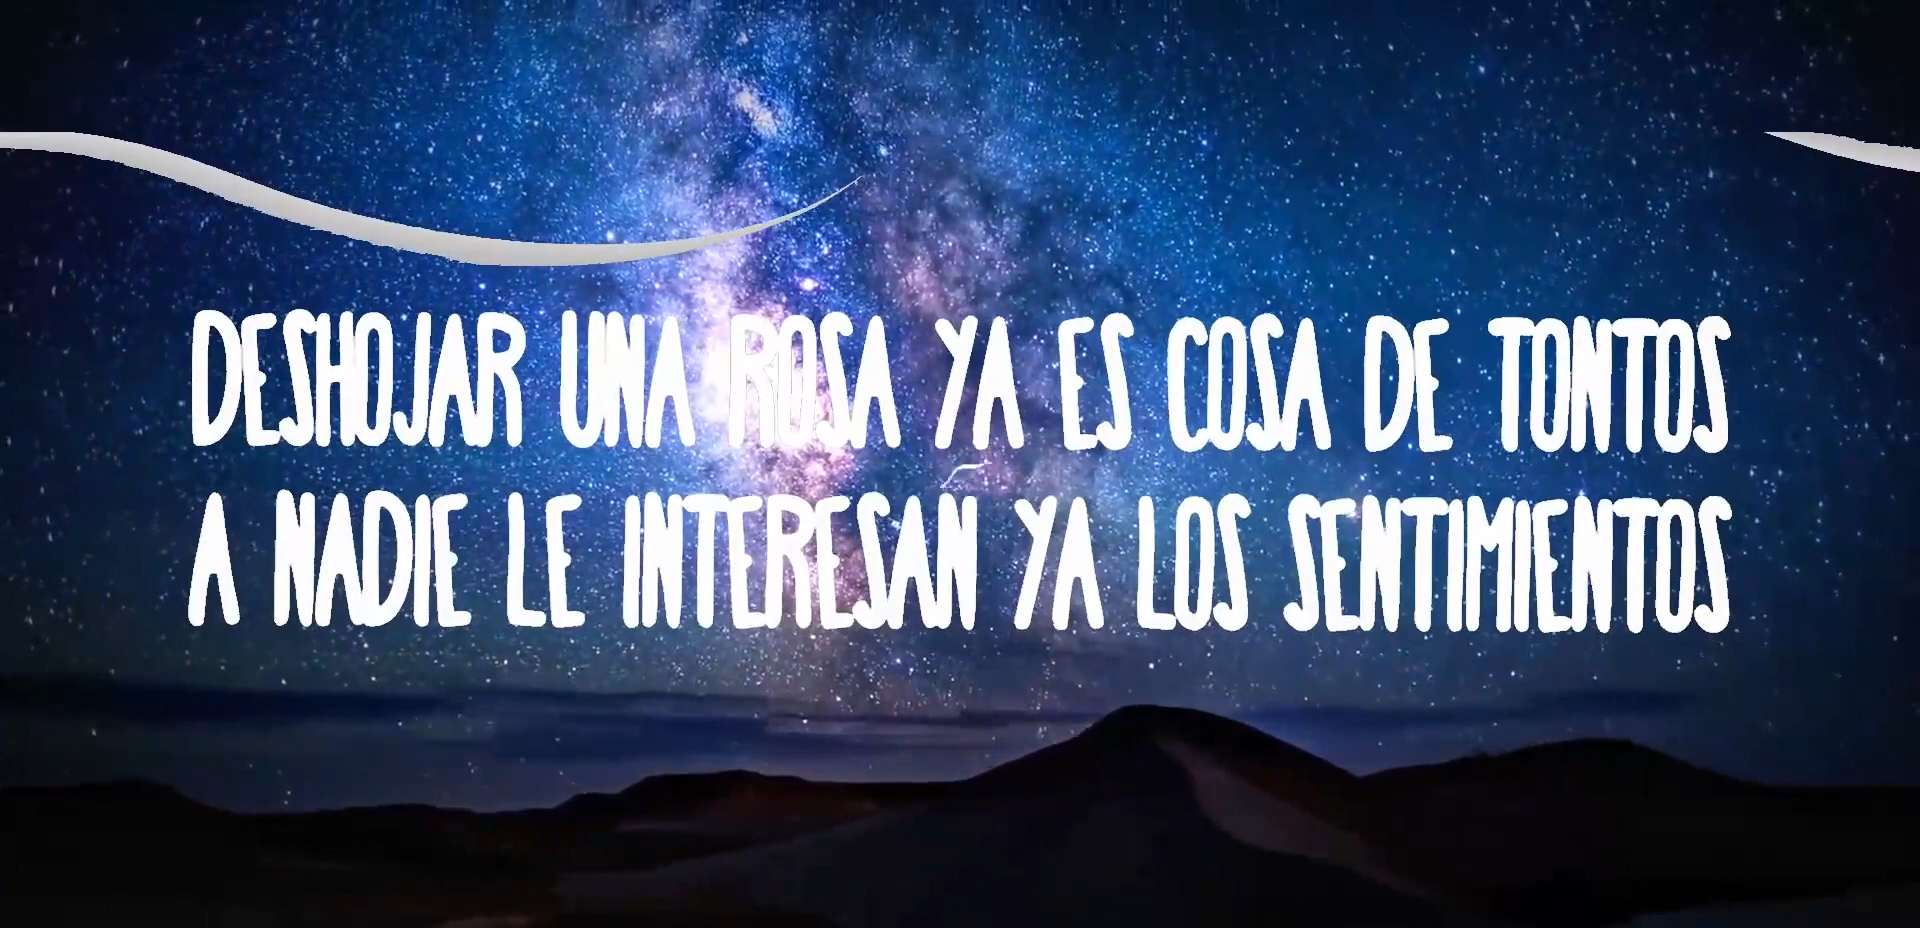 DESHOJAR UNA ROSA YA ES COSA DE TONTOS
A NADIE LE INTERESAN YA LOS SENTIMIENTOS